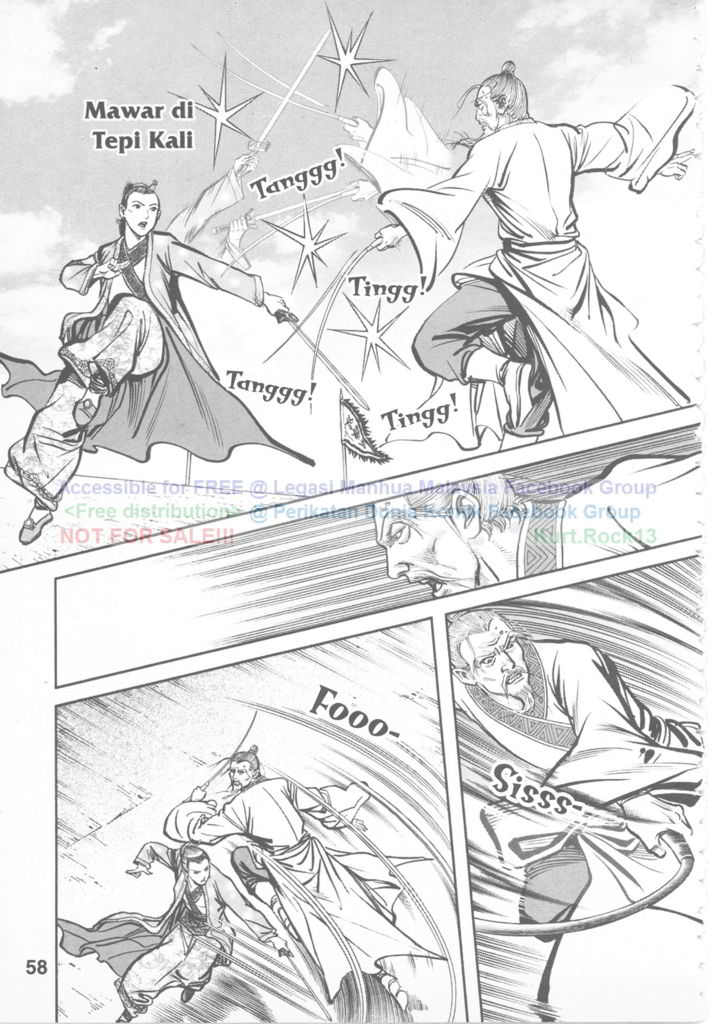 Mawar di
Tepi Kali
Tanggg!
Tingg!
Tanggg!
Tingg!
Accessible for FREE @ Legasi Manhua Malaysia Facebook Group
<Free distribution> @ Perikatan Dunia Komik Facebook Group
NOT FOR SALE!!! Kurt.Rock13
Fooo-
Sisss-
58